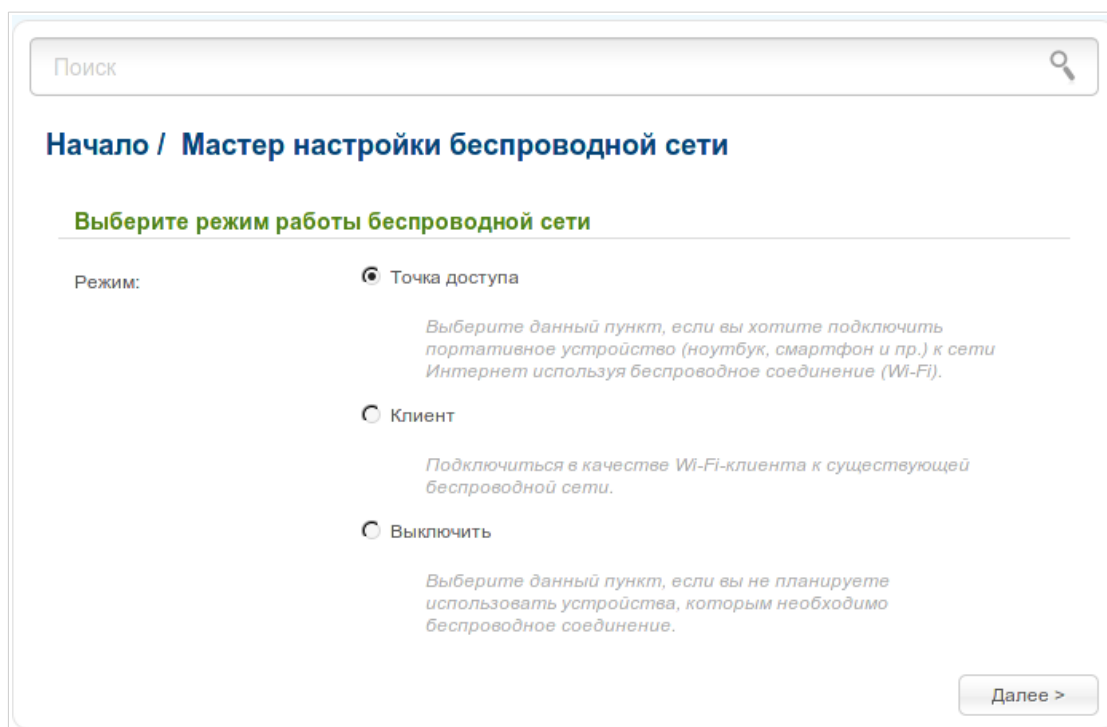 Поиск
Начало / Мастер настройки беспроводной сети
Выберите режим работы беспроводной сети
Режим:
Точка доступа
Выберите данный пункт, если вы хотите подключить
портативное устройство (ноутбук, смартфон и пр.) к сети
Интернет используя беспроводное соединение (Wi-Fi).
Клиент
Подключиться в качестве Wi-Fi-клиента к существующей
беспроводной сети.
Выключить
Выберите данный пункт, если вы не планируете
использовать устройства, которым необходимо
беспроводное соединение.
Далее >